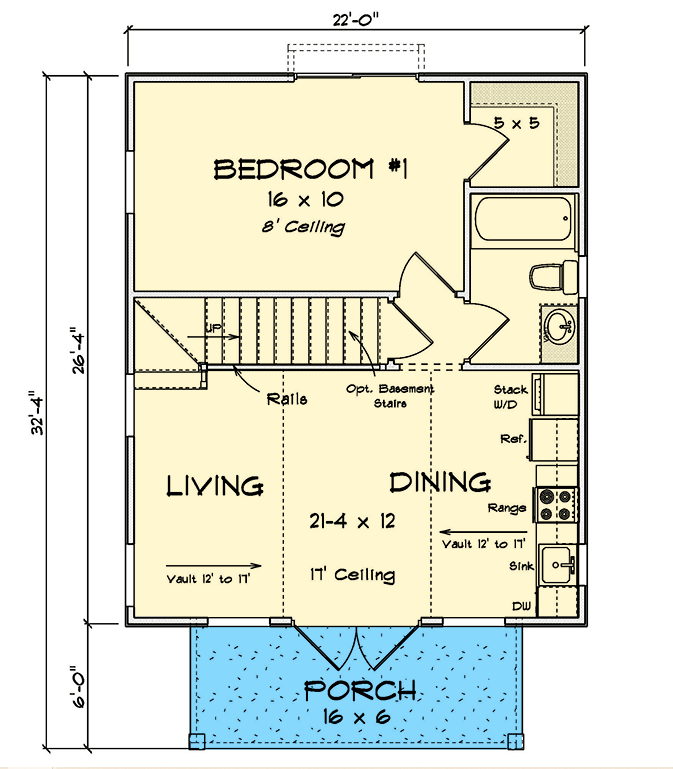 22'-0"
5 x 5
BEDROOM #1
16 x 10
8' Ceiling
26'-4"
32'-4"
Up
Rails
Opt. Basement
Stairs
Stack
W/D
Ref.
LIVING
DINING
Range
21-4 x 12
Vault 12' to 17'
Sink
Vault 12' to 17'
17' Ceiling
DW
PORCH
16 x 6
6'-0"